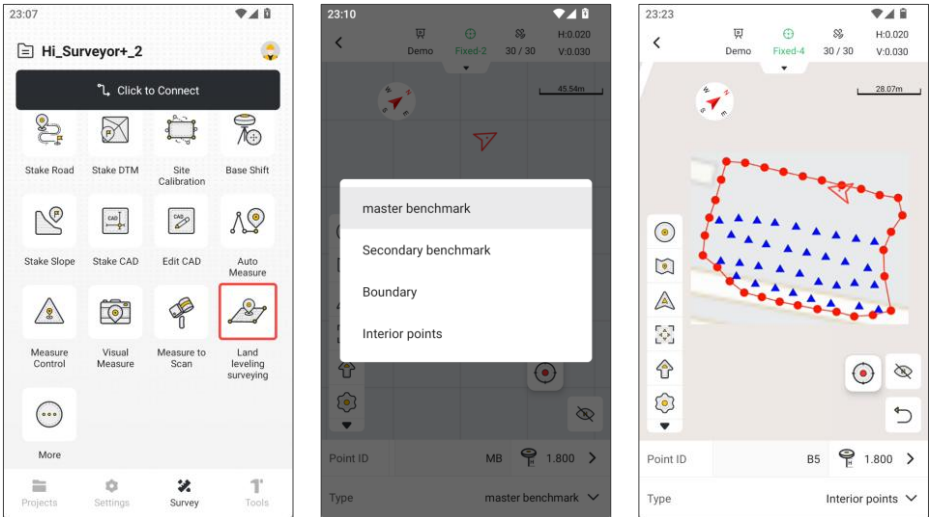 23:07
Hi_Surveyor+_2
Click to Connect
Stake Road
Stake DTM
Site
Calibration
Base Shift
CAD
CAD
Stake Slope
Stake CAD
Edit CAD
Auto
Measure
Measure
Control
Visual
Measure
Measure to
Scan
Land
leveling
surveying
More
Projects
Settings
Survey
Tools
23:10
H:0.020
Demo
Fixed-2
30 / 30
V:0.030
N
E
S
W
45.54m
master benchmark
Secondary benchmark
Boundary
Interior points
Point ID
MB
1.800
Type
master benchmark
23:23
H:0.020
Demo
Fixed-4
30 / 30
V:0.030
N
E
S
W
28.07m
Point ID
B5
1.800
Type
Interior points